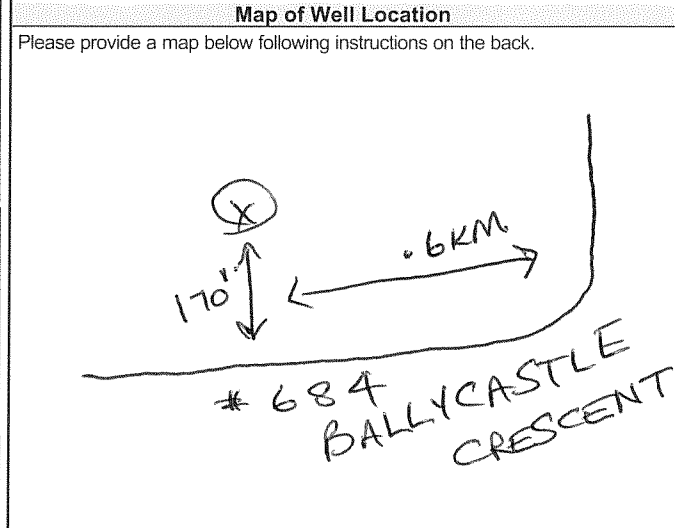 Map of Well Location
Please provide a map below following instructions on the back.
X
.6KM
170"
# 684
BALLYCASTLE
CRESCENT